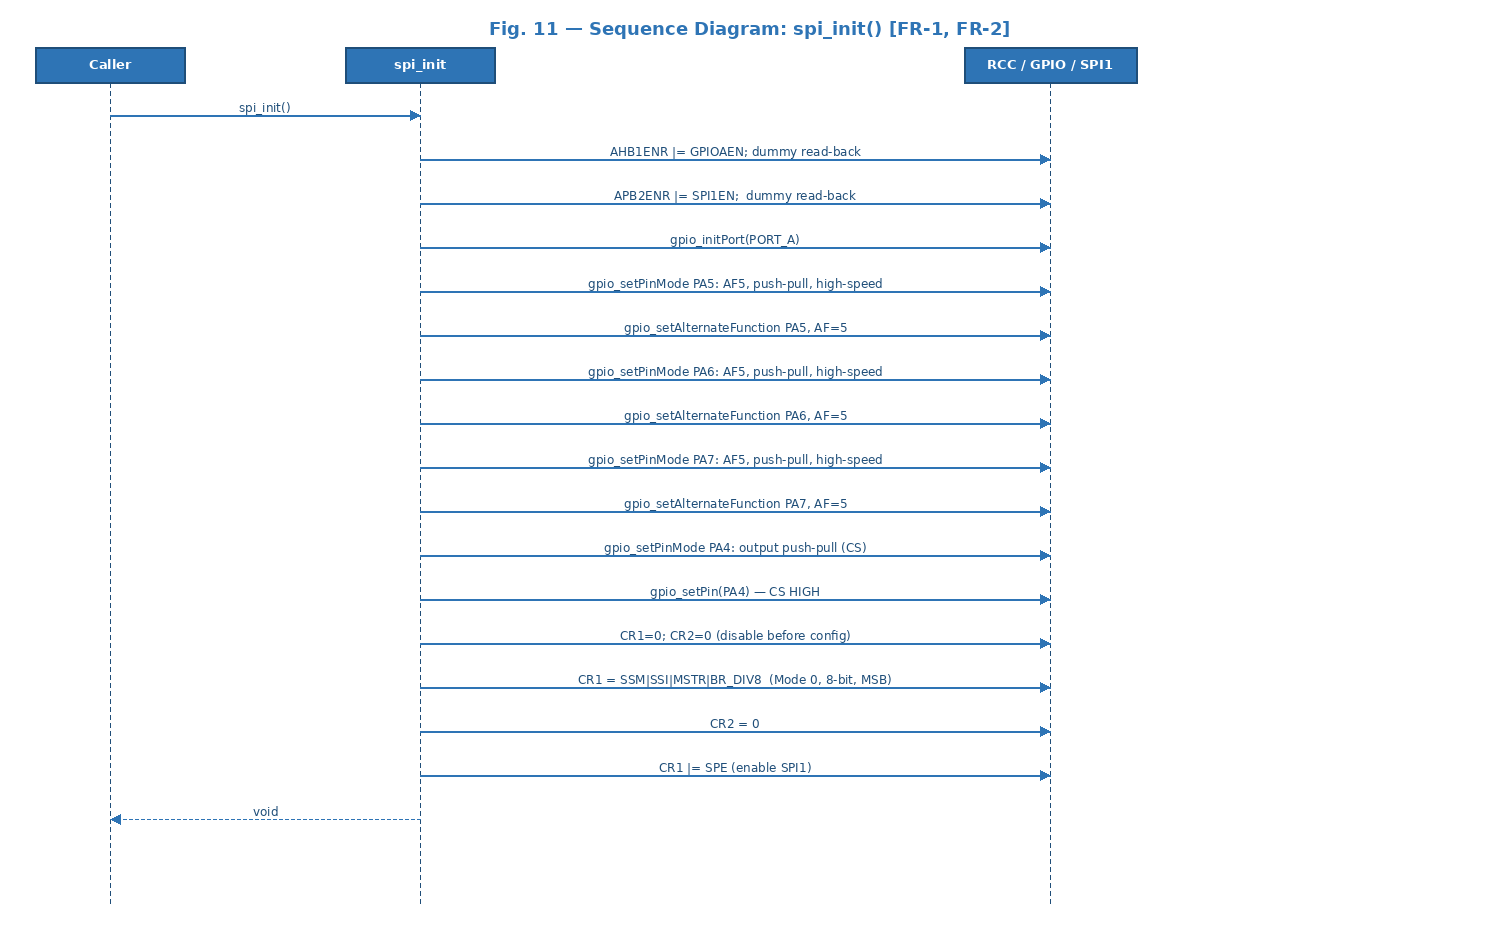 Fig. 11 — Sequence Diagram: spi_init() [FR-1, FR-2]
Caller
spi_init
RCC / GPIO / SPI1
spi_init()
AHB1ENR |= GPIOAEN; dummy read-back
APB2ENR |= SPI1EN;  dummy read-back
gpio_initPort(PORT_A)
gpio_setPinMode PA5: AF5, push-pull, high-speed
gpio_setAlternateFunction PA5, AF=5
gpio_setPinMode PA6: AF5, push-pull, high-speed
gpio_setAlternateFunction PA6, AF=5
gpio_setPinMode PA7: AF5, push-pull, high-speed
gpio_setAlternateFunction PA7, AF=5
gpio_setPinMode PA4: output push-pull (CS)
gpio_setPin(PA4) — CS HIGH
CR1=0; CR2=0 (disable before config)
CR1 = SSM|SSI|MSTR|BR_DIV8  (Mode 0, 8-bit, MSB)
CR2 = 0
CR1 |= SPE (enable SPI1)
void